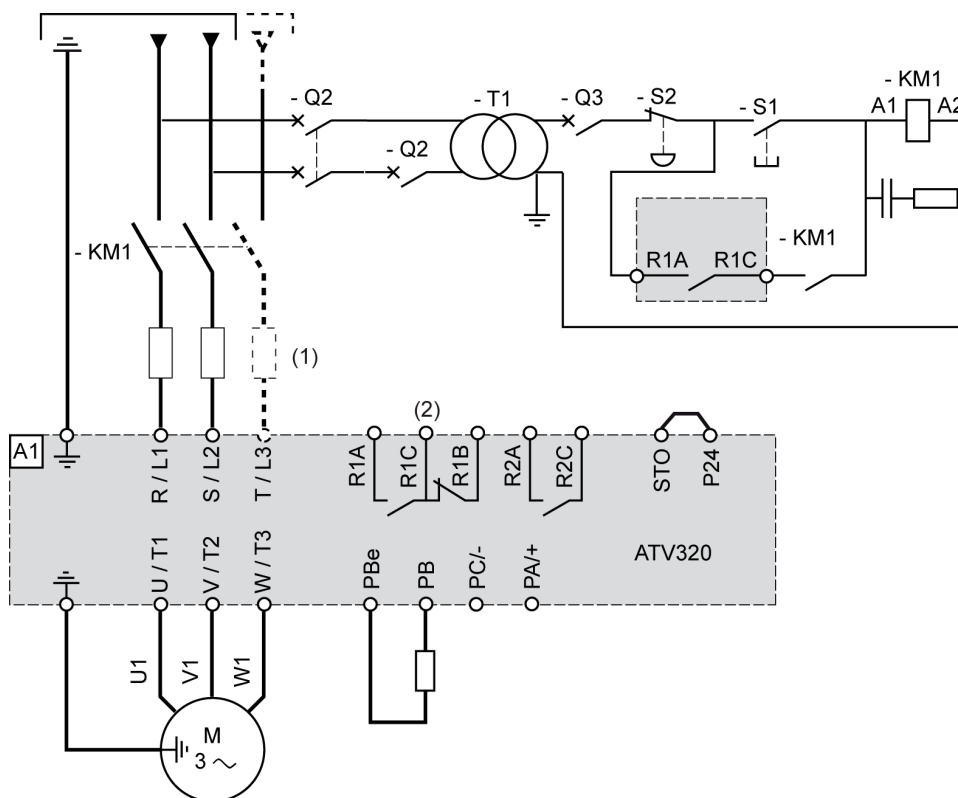 - KM1
- Q2
- T1
- Q3
- S2
- S1
A1
A2
- Q2
- KM1
- KM1
R1A
R1C
(1)
(2)
A1
R / L1
S / L2
T / L3
R1A
R1C
R1B
R2A
R2C
STO
P24
ATV320
U / T1
V / T2
W / T3
PBe
PB
PC/-
PA/+
U1
V1
W1
M
3